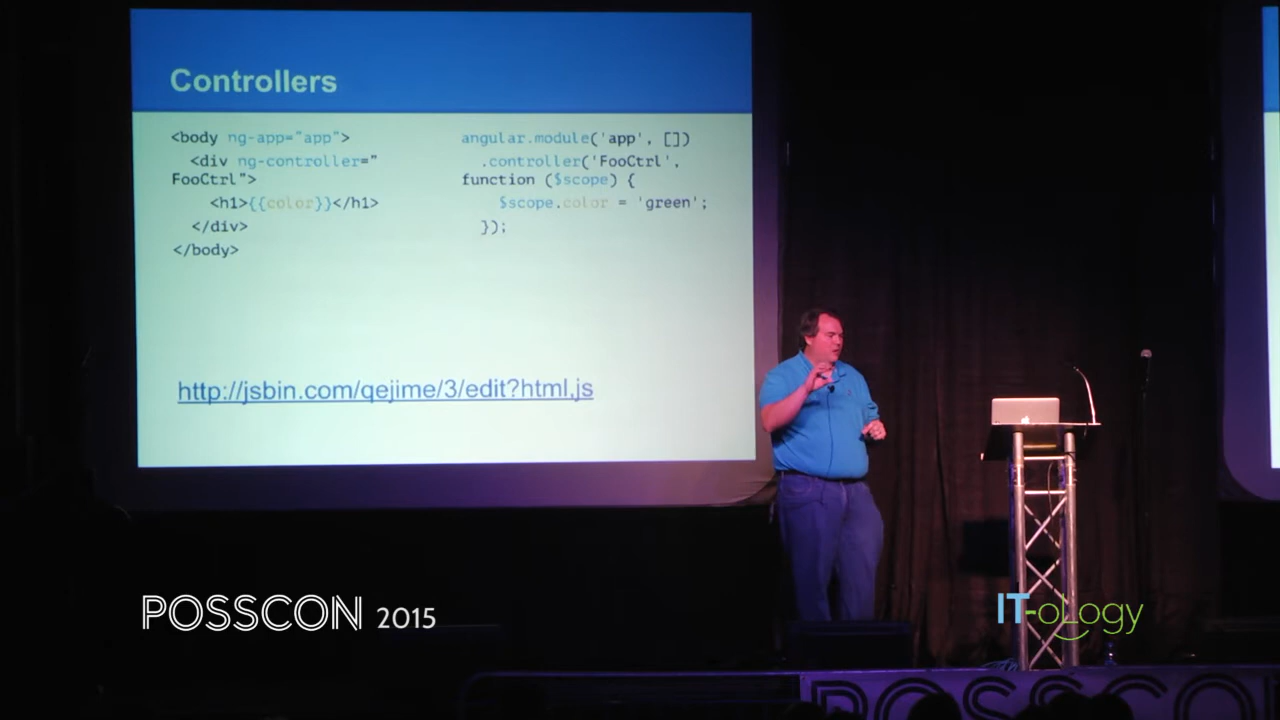 Controllers
<body ng-app="app">
<div ng-controller="
FooCtrl">
<h1>{{color}}</h1>
</div>
</body>
angular.module('app', [])
.controller('FooCtrl',
function ($scope) {
$scope.color = 'green';
});
http://jsbin.com/qejime/3/edit?html,js
POSSCON 2015
IT-oLogy
POSSCO